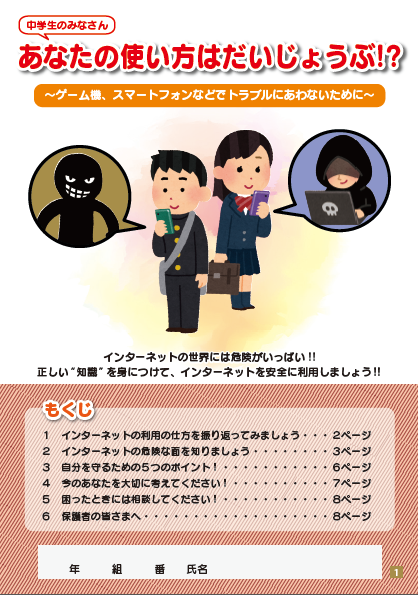 中学生のみなさん
あなたの使い方はだいじょうぶ!?
～ゲーム機、スマートフォンなどでトラブルにあわないために～
インターネットの世界には危険がいっぱい!!
正しい“知識”を身につけて、インターネットを安全に利用しましょう!!
もくじ
1 インターネットの利用の仕方を振り返ってみましょう・・・2ページ
2 インターネットの危険な面を知りましょう・・・・・・・・3ページ
3 自分を守るための5つのポイント!・・・・・・・・・・・6ページ
4 今のあなたを大切に考えてください!・・・・・・・・・・7ページ
5 困ったときには相談してください!・・・・・・・・・・・8ページ
6 保護者の皆さまへ・・・・・・・・・・・・・・・・・・8ページ
年 組 番 氏名
1